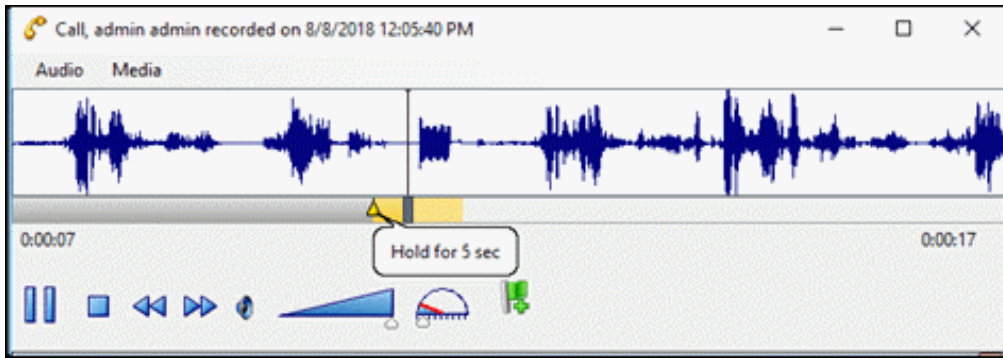 Call, admin admin recorded on 8/8/2018 12:05:40 PM
Audio Media
0:00:07 0:00:17
Hold for 5 sec